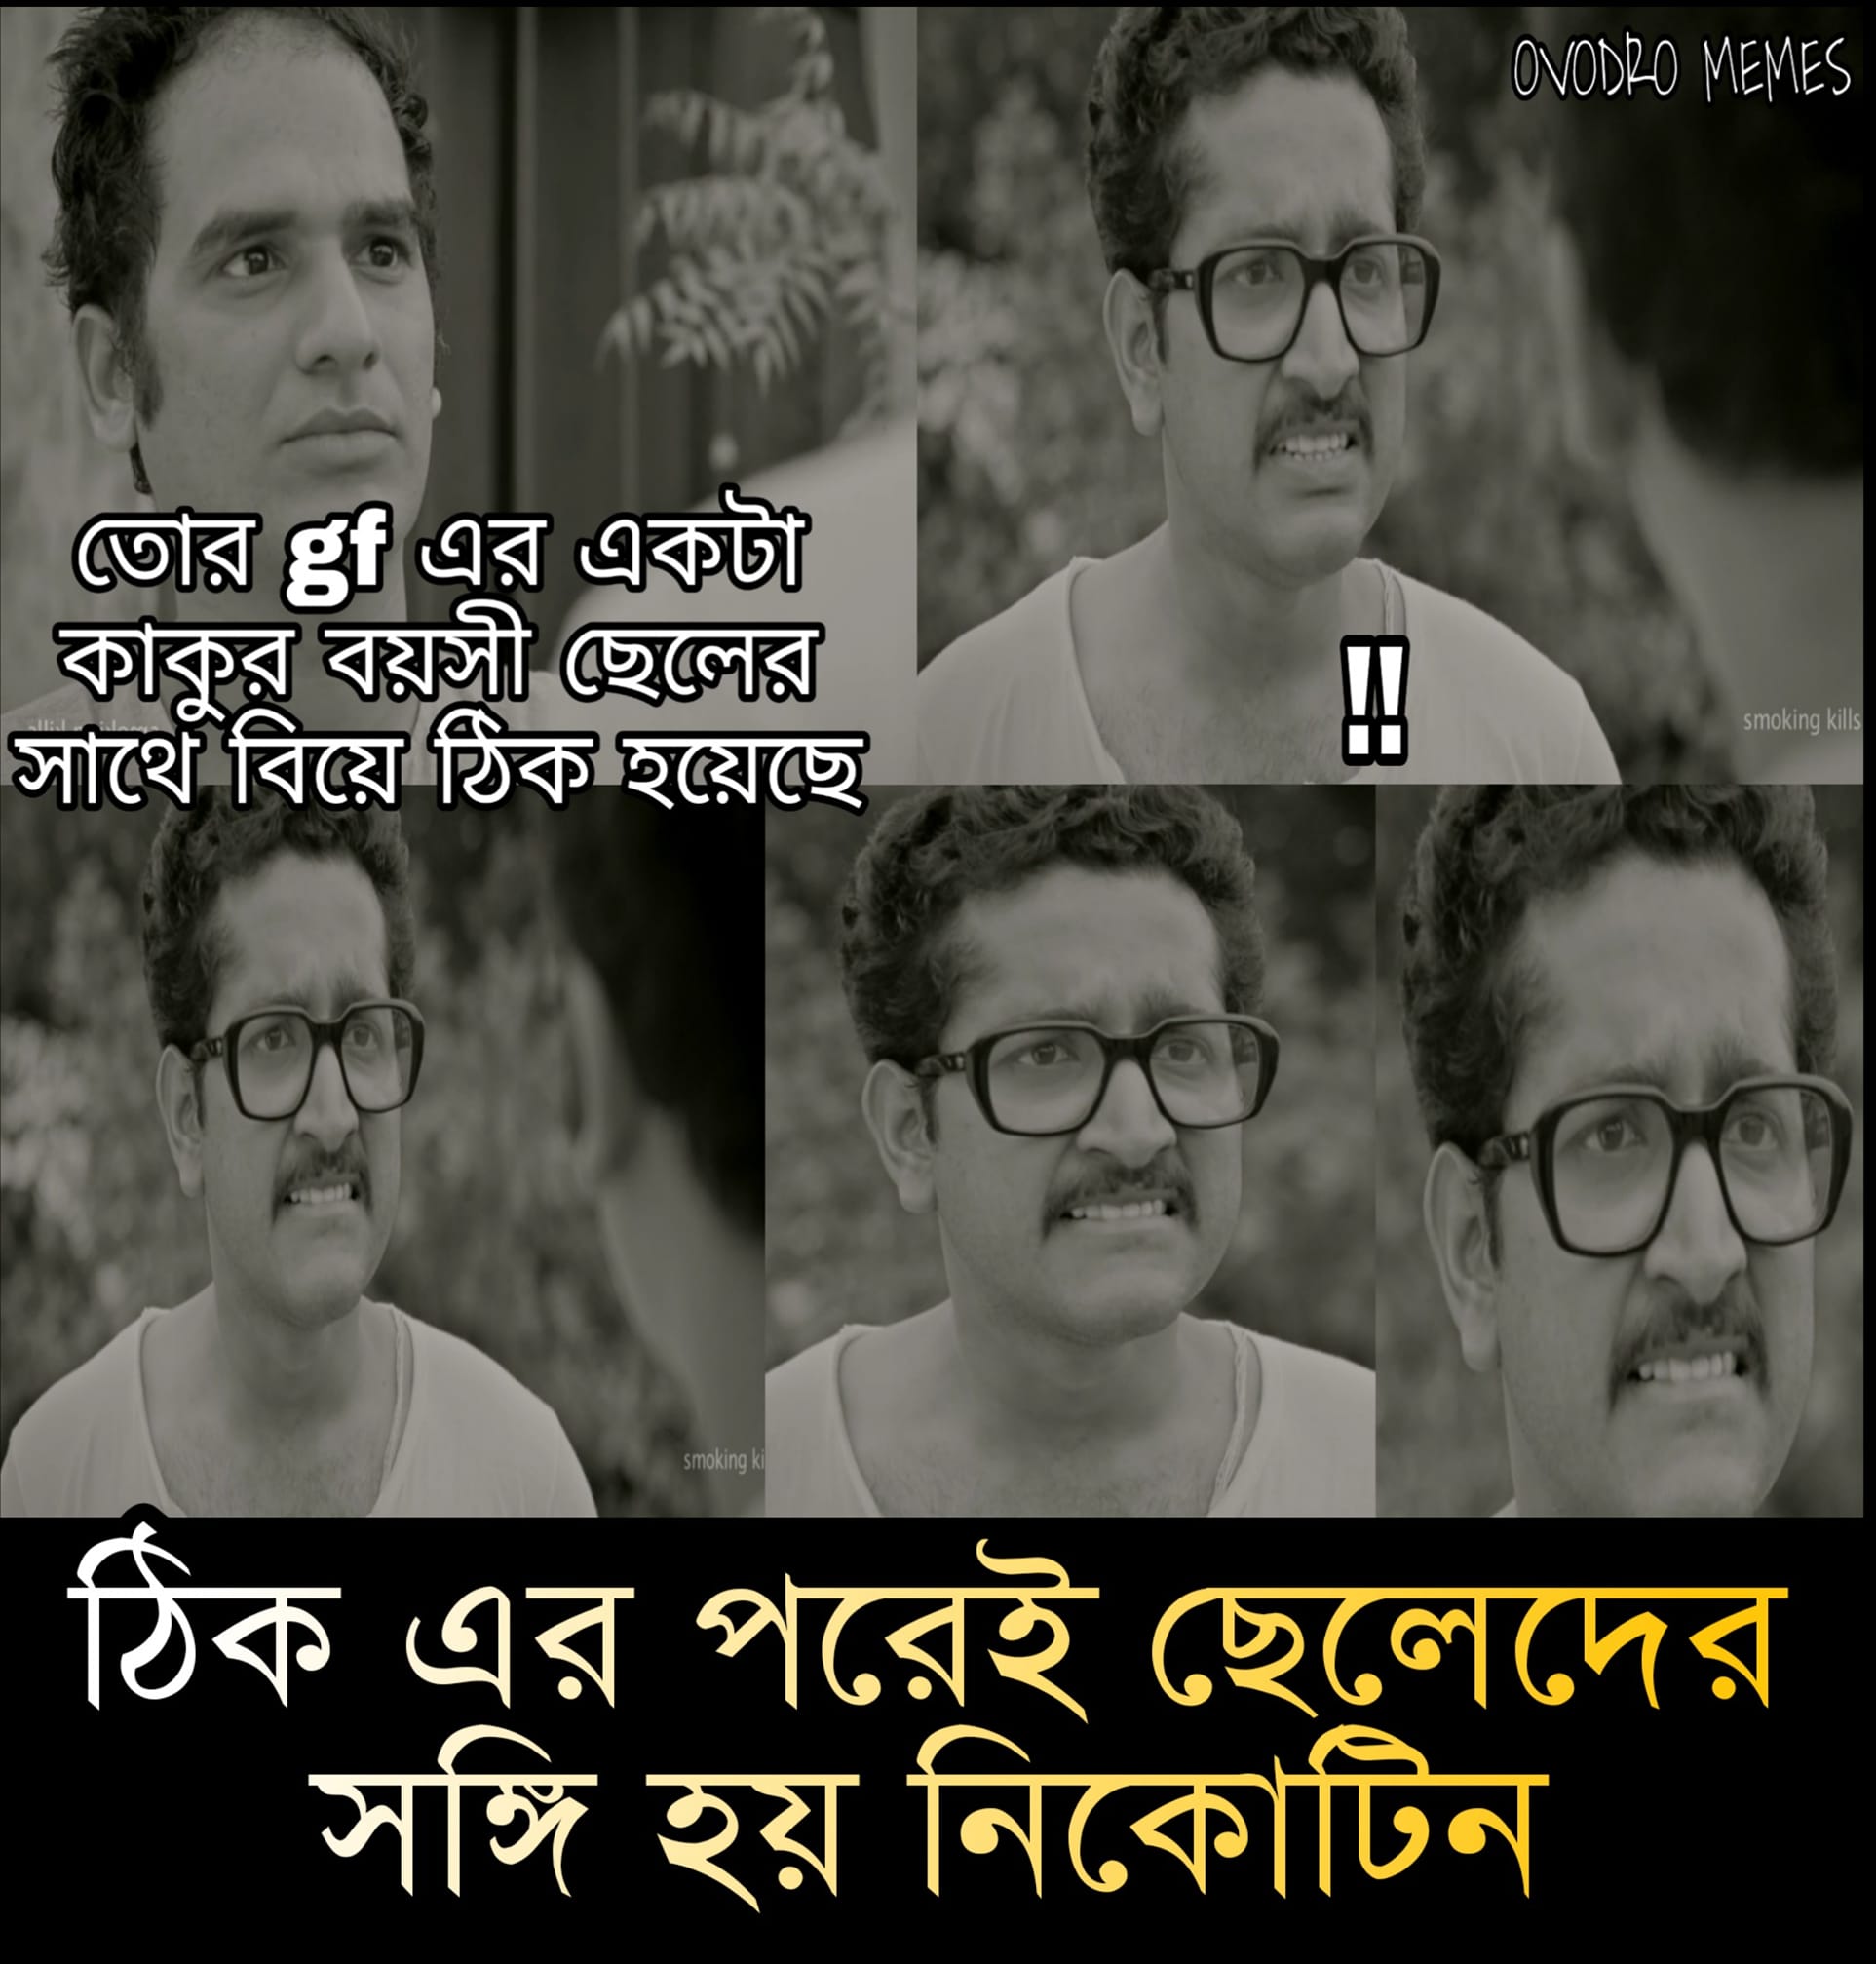 OVODRO MEMES
তোর gf এর একটা
কাকুর বয়সী ছেলের
সাথে বিয়ে ঠিক হয়েছে
!!
smoking kills
smoking ki
ঠিক এর পরেই ছেলেদের
সঙ্গি হয় নিকোটিন